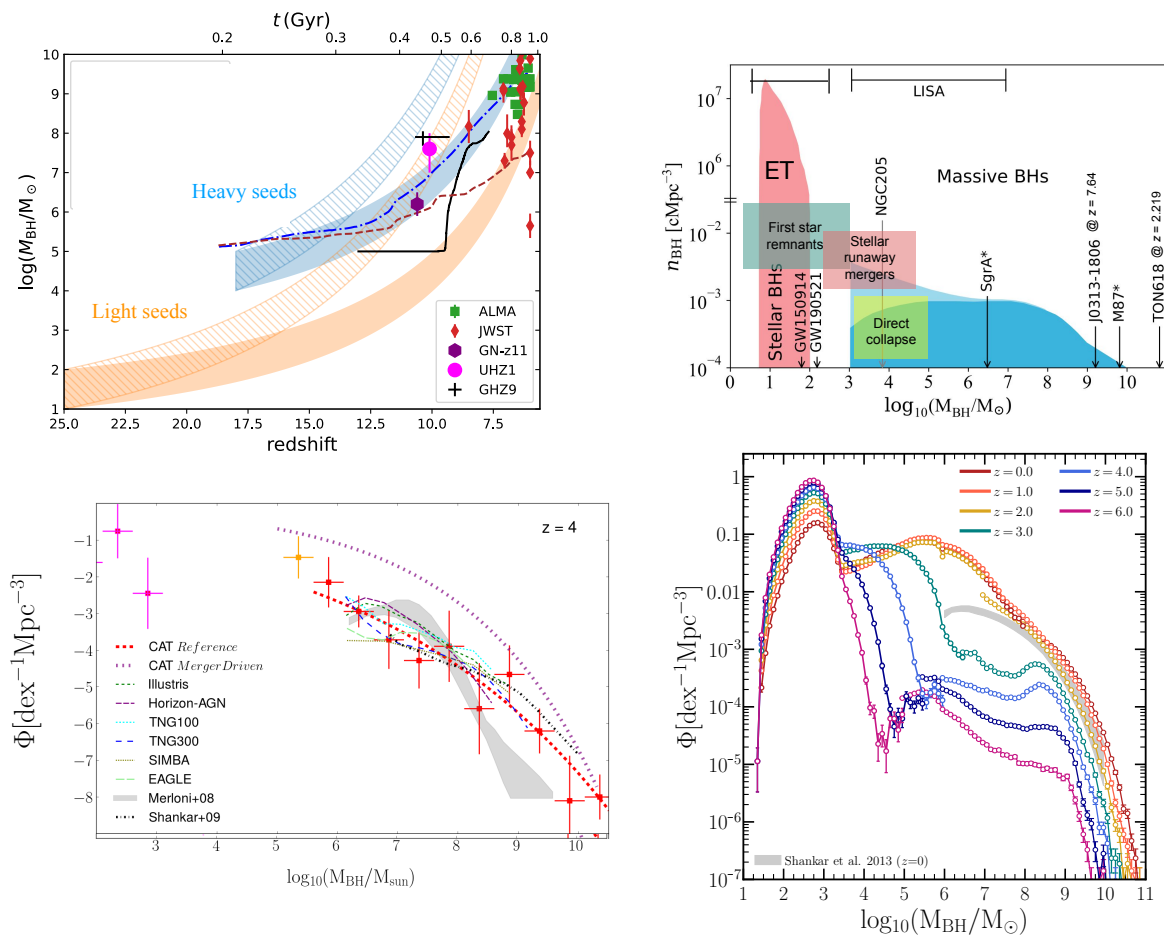 t (Gyr)
0.2 0.3 0.4 0.5 0.6 0.8 1.0
10
9
8
7
6
5
4
3
2
1
log(M_BH/M_⊙)
Heavy seeds
Light seeds
ALMA
JWST
GN-z11
UHZ1
GHZ9
25.0 22.5 20.0 17.5 15.0 12.5 10.0 7.5
redshift
n_BH [cMpc⁻³]
10⁷
10⁶
10⁻²
10⁻³
10⁻⁴
LISA
ET
Massive BHs
First star
remnants
Stellar
runaway
mergers
Direct
collapse
Stellar BHs
GW150914
GW190521
NGC205
SgrA*
J0313-1806 @ z = 7.64
M87*
TON618 @ z = 2.219
0 1 2 3 4 5 6 7 8 9 10
log₁₀(M_BH/M_⊙)
z = 4
Φ[dex⁻¹Mpc⁻³]
−1
−2
−3
−4
−5
−6
−7
−8
CAT Reference
CAT MergerDriven
Illustris
Horizon-AGN
TNG100
TNG300
SIMBA
EAGLE
Merloni+08
Shankar+09
3 4 5 6 7 8 9 10
log₁₀(M_BH/M_sun)
Φ[dex⁻¹Mpc⁻³]
1
0.1
0.01
10⁻³
10⁻⁴
10⁻⁵
10⁻⁶
10⁻⁷
z = 0.0
z = 1.0
z = 2.0
z = 3.0
z = 4.0
z = 5.0
z = 6.0
Shankar et al. 2013 (z=0)
1 2 3 4 5 6 7 8 9 10 11
log₁₀(M_BH/M_⊙)